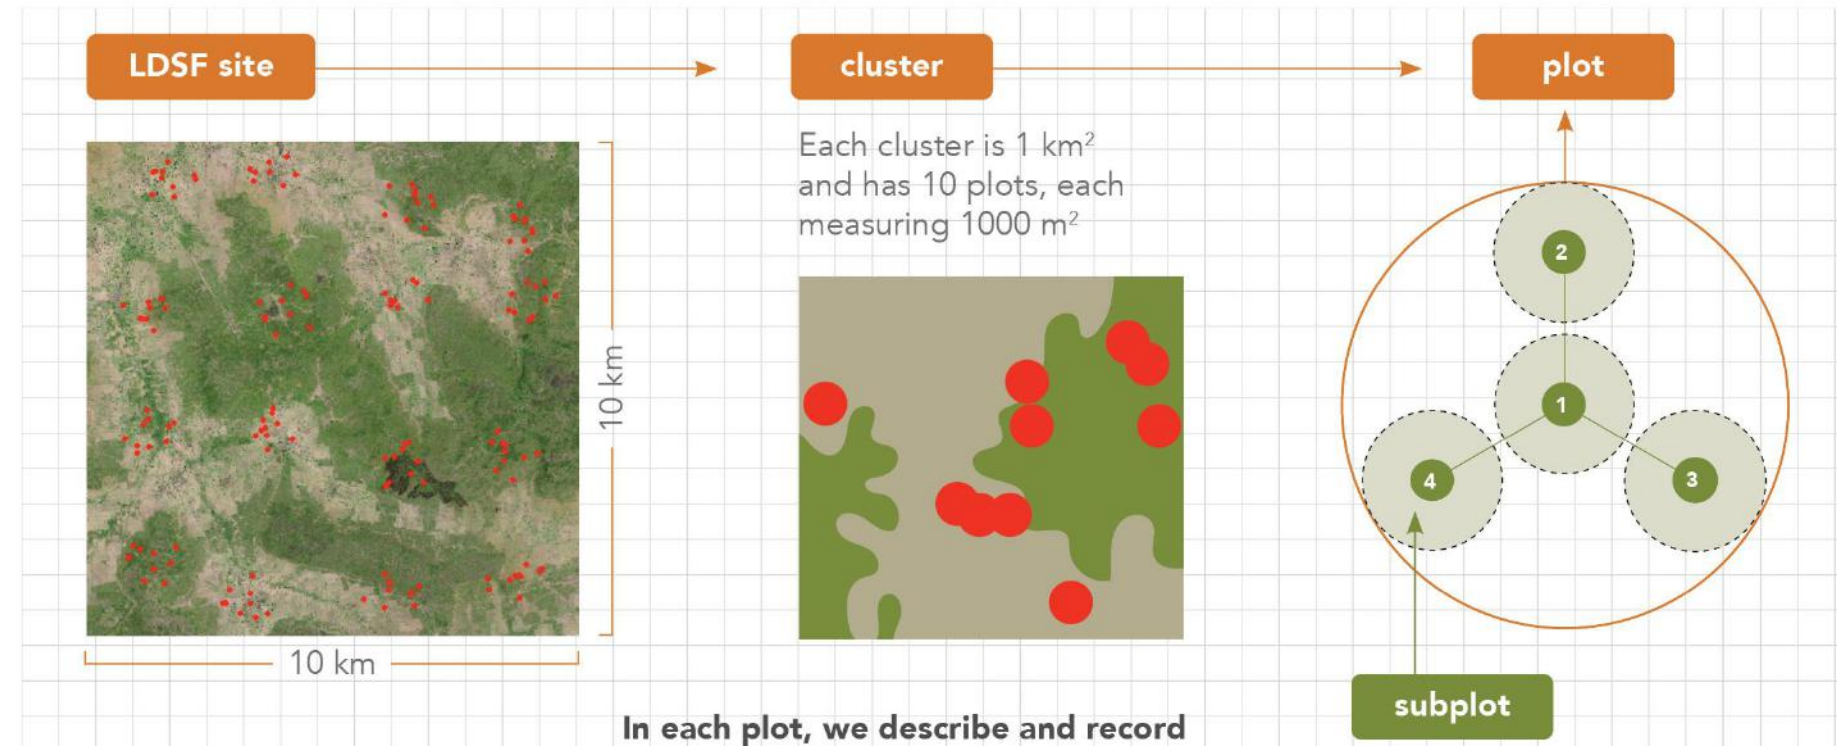 LDSF site
cluster
plot
Each cluster is 1 km²
and has 10 plots, each
measuring 1000 m²
10 km
10 km
2
1
4
3
subplot
In each plot, we describe and record